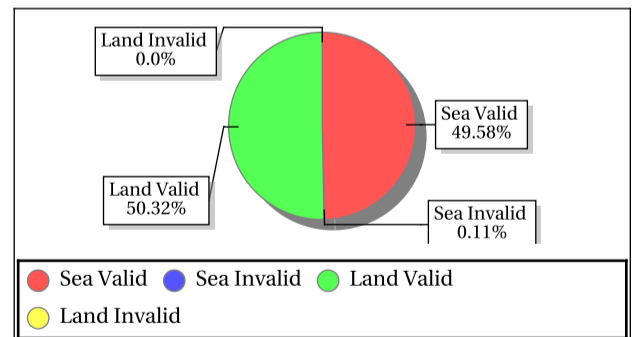 Land Invalid
0.0%
Sea Valid
49.58%
Land Valid
50.32%
Sea Invalid
0.11%
Sea Valid Sea Invalid Land Valid
Land Invalid